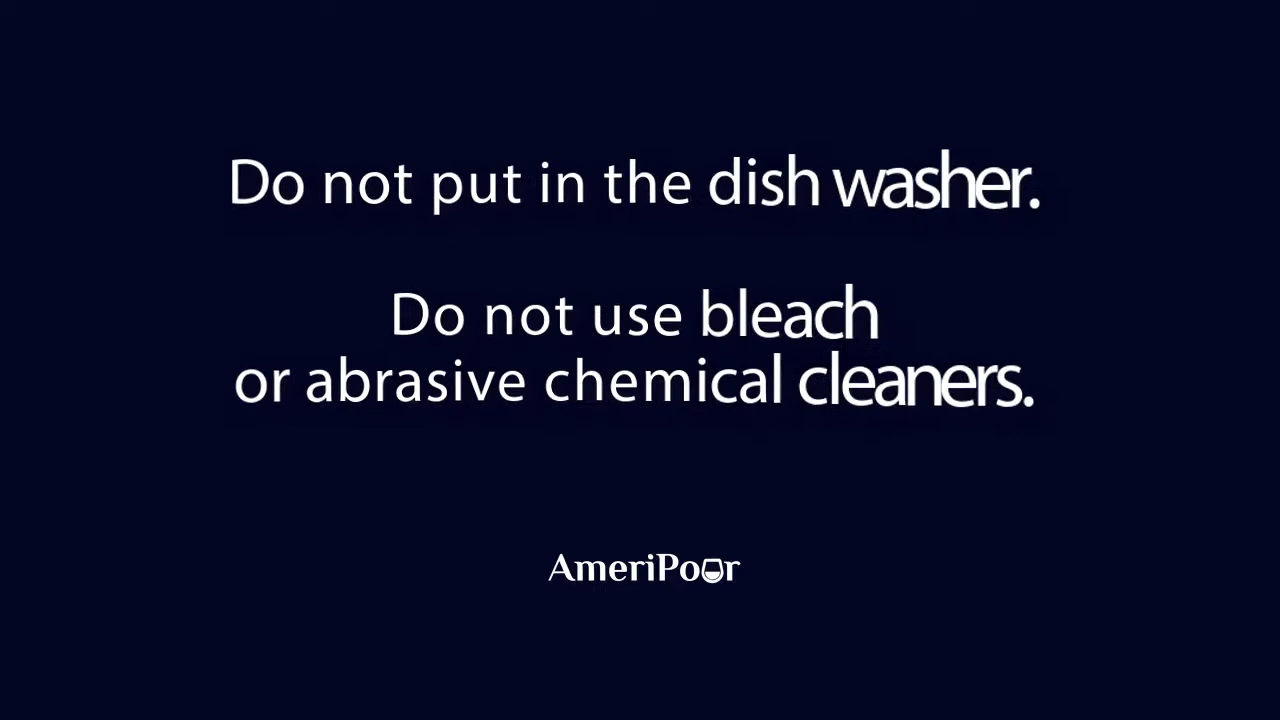 Do not put in the dish washer.
Do not use bleach
or abrasive chemical cleaners.
AmeriPour